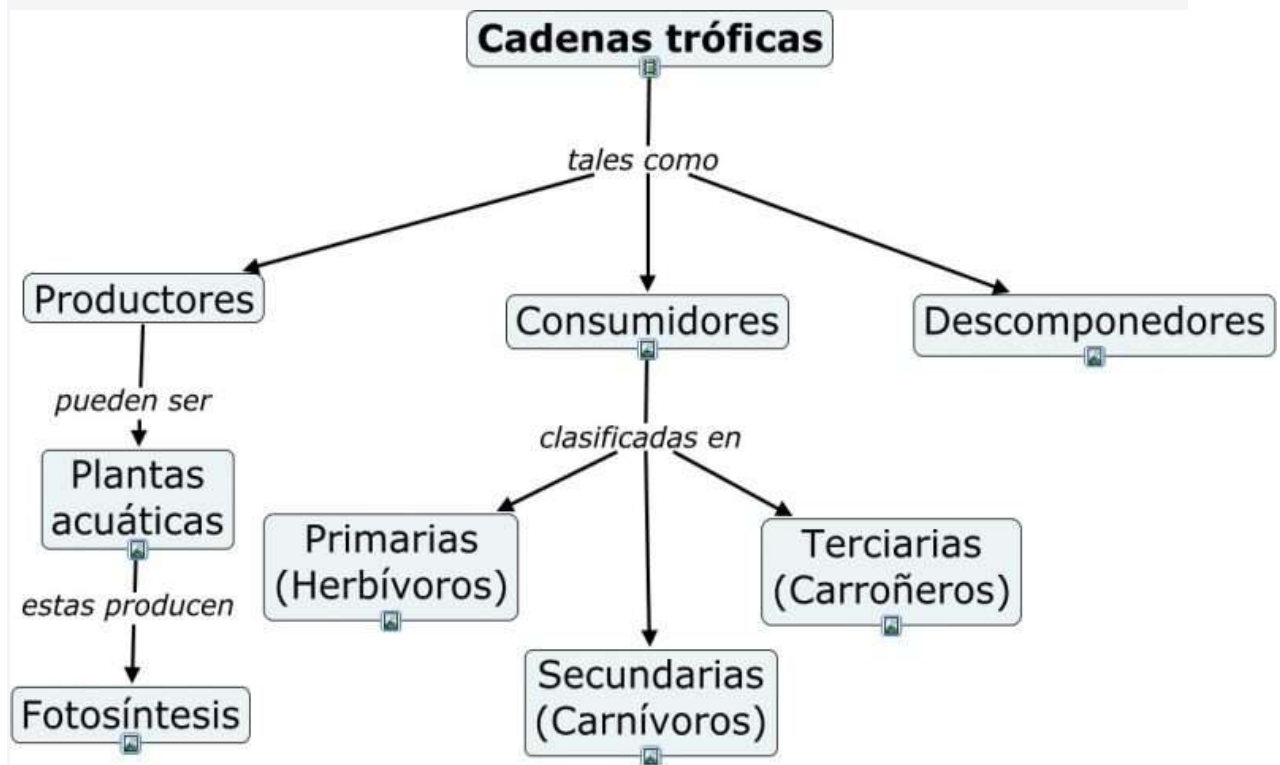 Cadenas tróficas
tales como
Productores
Consumidores
Descomponedores
pueden ser
clasificadas en
Plantas
acuáticas
Primarias
(Herbívoros)
Terciarias
(Carroñeros)
estas producen
Secundarias
(Carnívoros)
Fotosíntesis